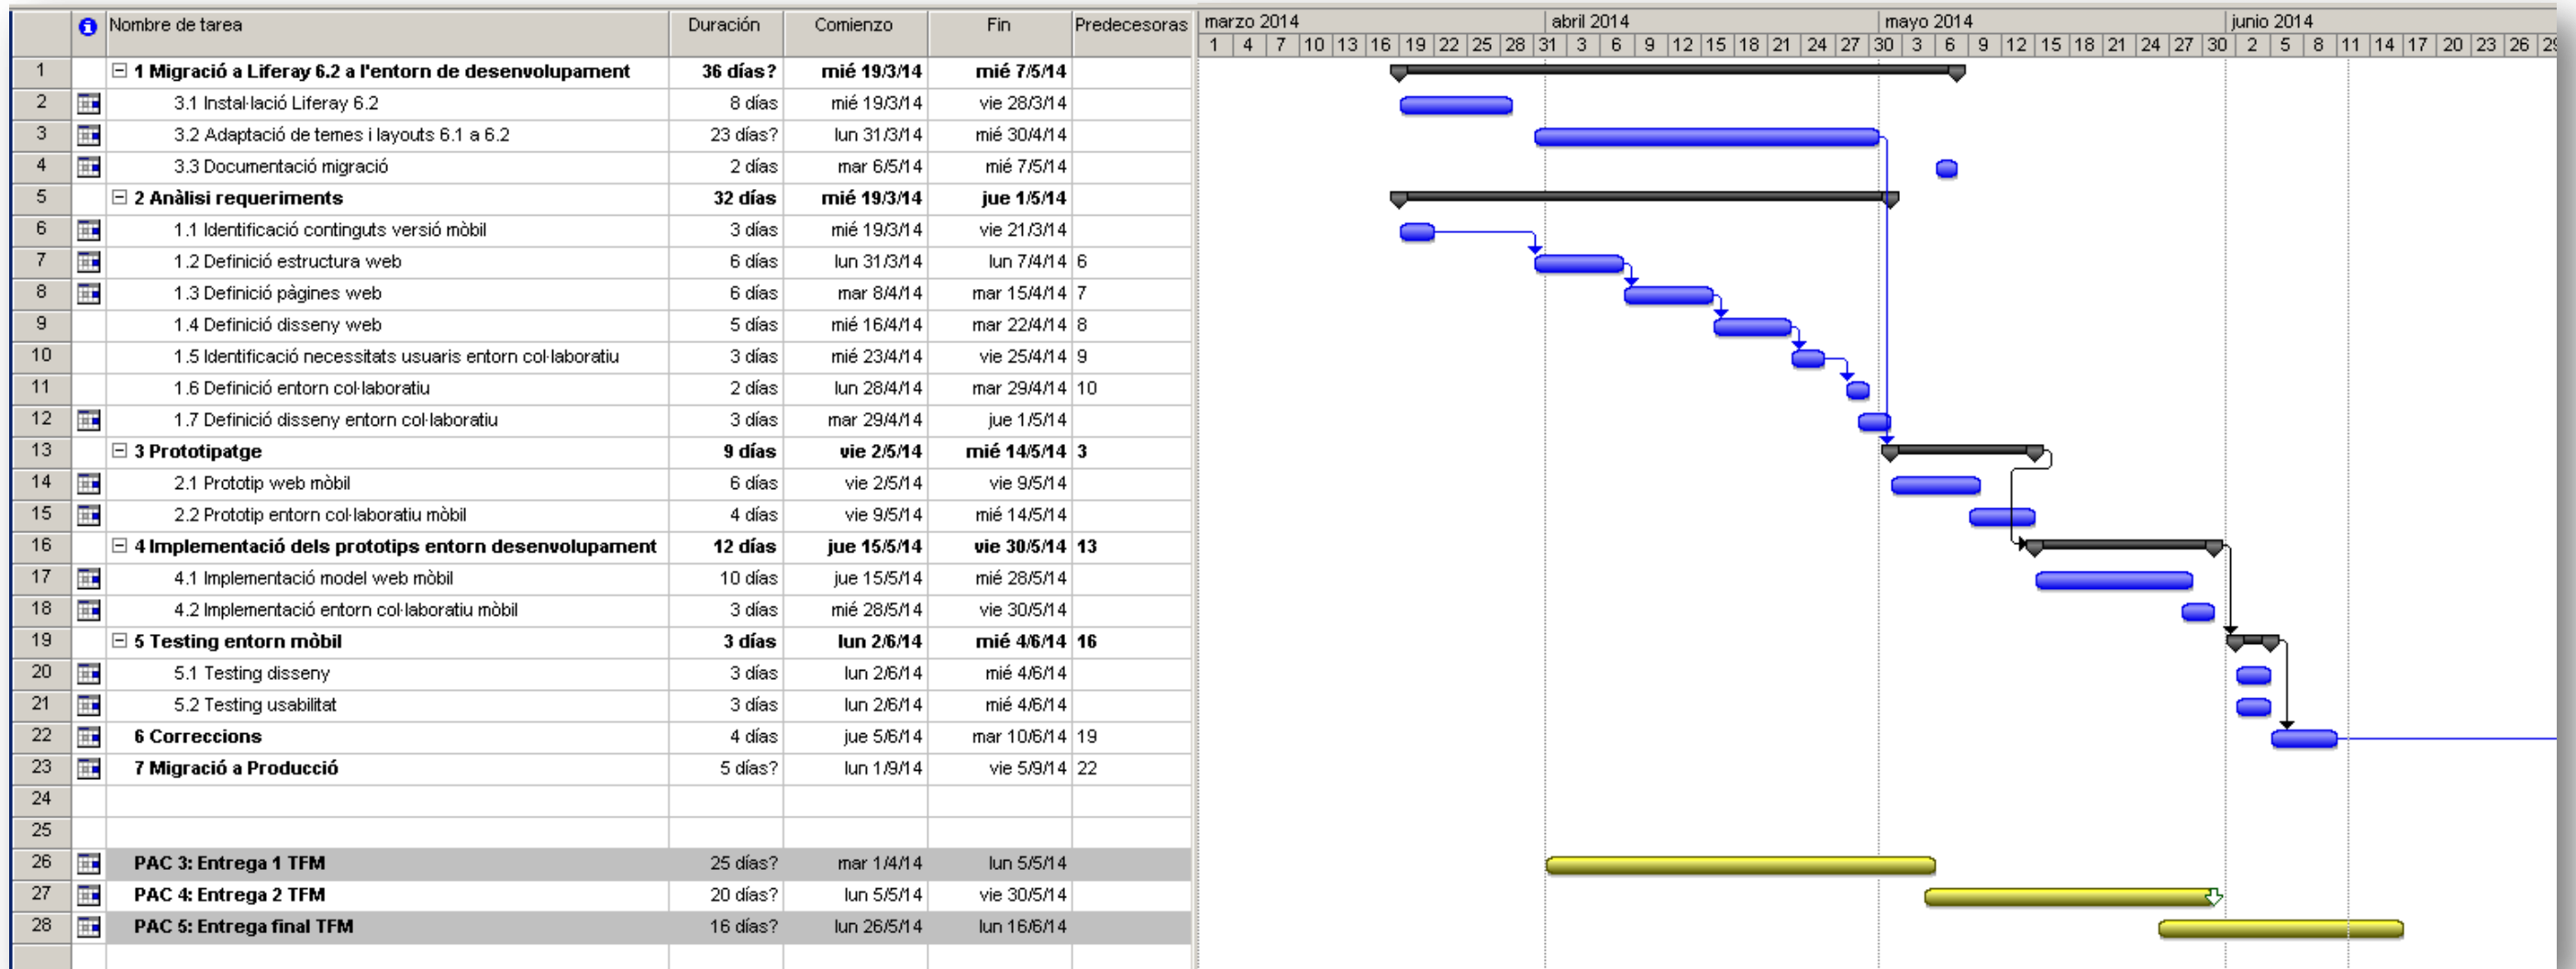 Nombre de tarea Duración Comienzo Fin Predecesoras marzo 2014 abril 2014 mayo 2014 junio 2014
1 4 7 10 13 16 19 22 25 28 31 3 6 9 12 15 18 21 24 27 30 3 6 9 12 15 18 21 24 27 30 2 5 8 11 14 17 20 23 26 29
1 1 Migració a Liferay 6.2 a l'entorn de desenvolupament 36 días? mié 19/3/14 mié 7/5/14
2 3.1 Instal·lació Liferay 6.2 8 días mié 19/3/14 vie 28/3/14
3 3.2 Adaptació de temes i layouts 6.1 a 6.2 23 días? lun 31/3/14 mié 30/4/14
4 3.3 Documentació migració 2 días mar 6/5/14 mié 7/5/14
5 2 Anàlisi requeriments 32 días mié 19/3/14 jue 1/5/14
6 1.1 Identificació continguts versió mòbil 3 días mié 19/3/14 vie 21/3/14
7 1.2 Definició estructura web 6 días lun 31/3/14 lun 7/4/14 6
8 1.3 Definició pàgines web 6 días mar 8/4/14 mar 15/4/14 7
9 1.4 Definició disseny web 5 días mié 16/4/14 mar 22/4/14 8
10 1.5 Identificació necessitats usuaris entorn col·laboratiu 3 días mié 23/4/14 vie 25/4/14 9
11 1.6 Definició entorn col·laboratiu 2 días lun 28/4/14 mar 29/4/14 10
12 1.7 Definició disseny entorn col·laboratiu 3 días mar 29/4/14 jue 1/5/14
13 3 Prototipatge 9 días vie 2/5/14 mié 14/5/14 3
14 2.1 Prototip web mòbil 6 días vie 2/5/14 vie 9/5/14
15 2.2 Prototip entorn col·laboratiu mòbil 4 días vie 9/5/14 mié 14/5/14
16 4 Implementació dels prototips entorn desenvolupament 12 días jue 15/5/14 vie 30/5/14 13
17 4.1 Implementació model web mòbil 10 días jue 15/5/14 mié 28/5/14
18 4.2 Implementació entorn col·laboratiu mòbil 3 días mié 28/5/14 vie 30/5/14
19 5 Testing entorn mòbil 3 días lun 2/6/14 mié 4/6/14 16
20 5.1 Testing disseny 3 días lun 2/6/14 mié 4/6/14
21 5.2 Testing usabilitat 3 días lun 2/6/14 mié 4/6/14
22 6 Correccions 4 días jue 5/6/14 mar 10/6/14 19
23 7 Migració a Producció 5 días? lun 1/9/14 vie 5/9/14 22
24
25
26 PAC 3: Entrega 1 TFM 25 días? mar 1/4/14 lun 5/5/14
27 PAC 4: Entrega 2 TFM 20 días? lun 5/5/14 vie 30/5/14
28 PAC 5: Entrega final TFM 16 días? lun 26/5/14 lun 16/6/14